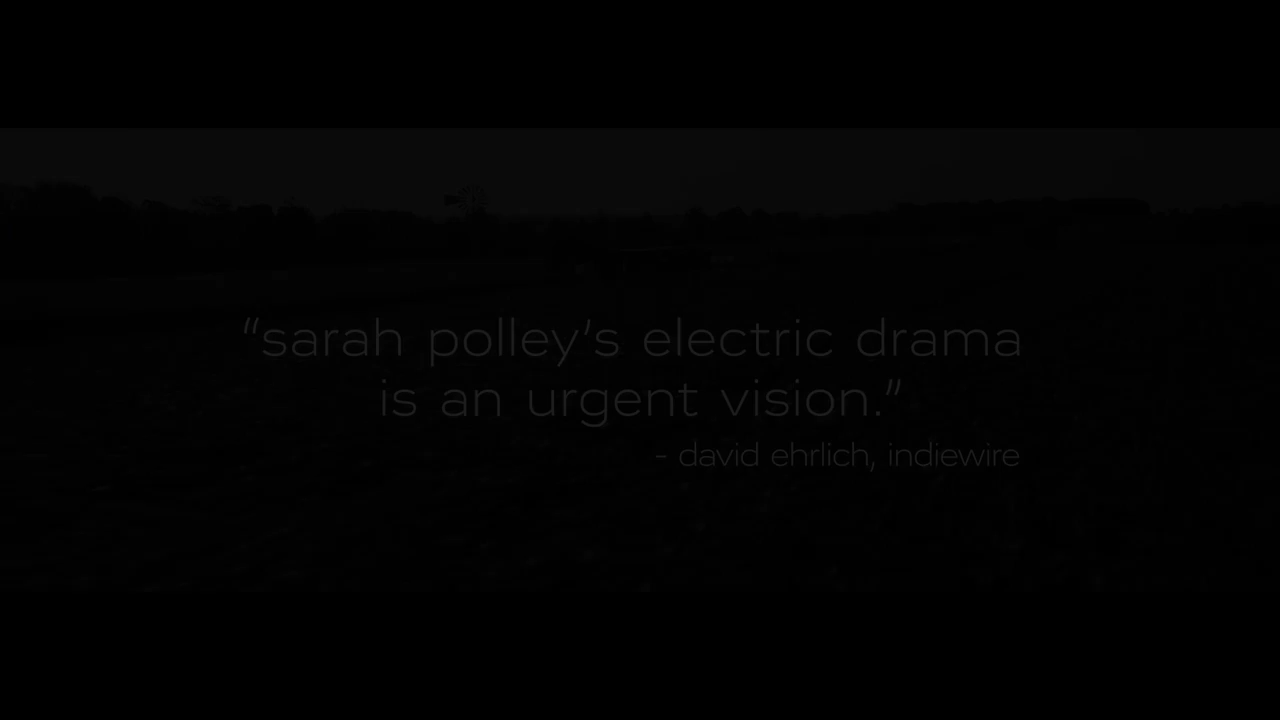 “sarah polley’s electric drama
is an urgent vision.”
- david ehrlich, indiewire